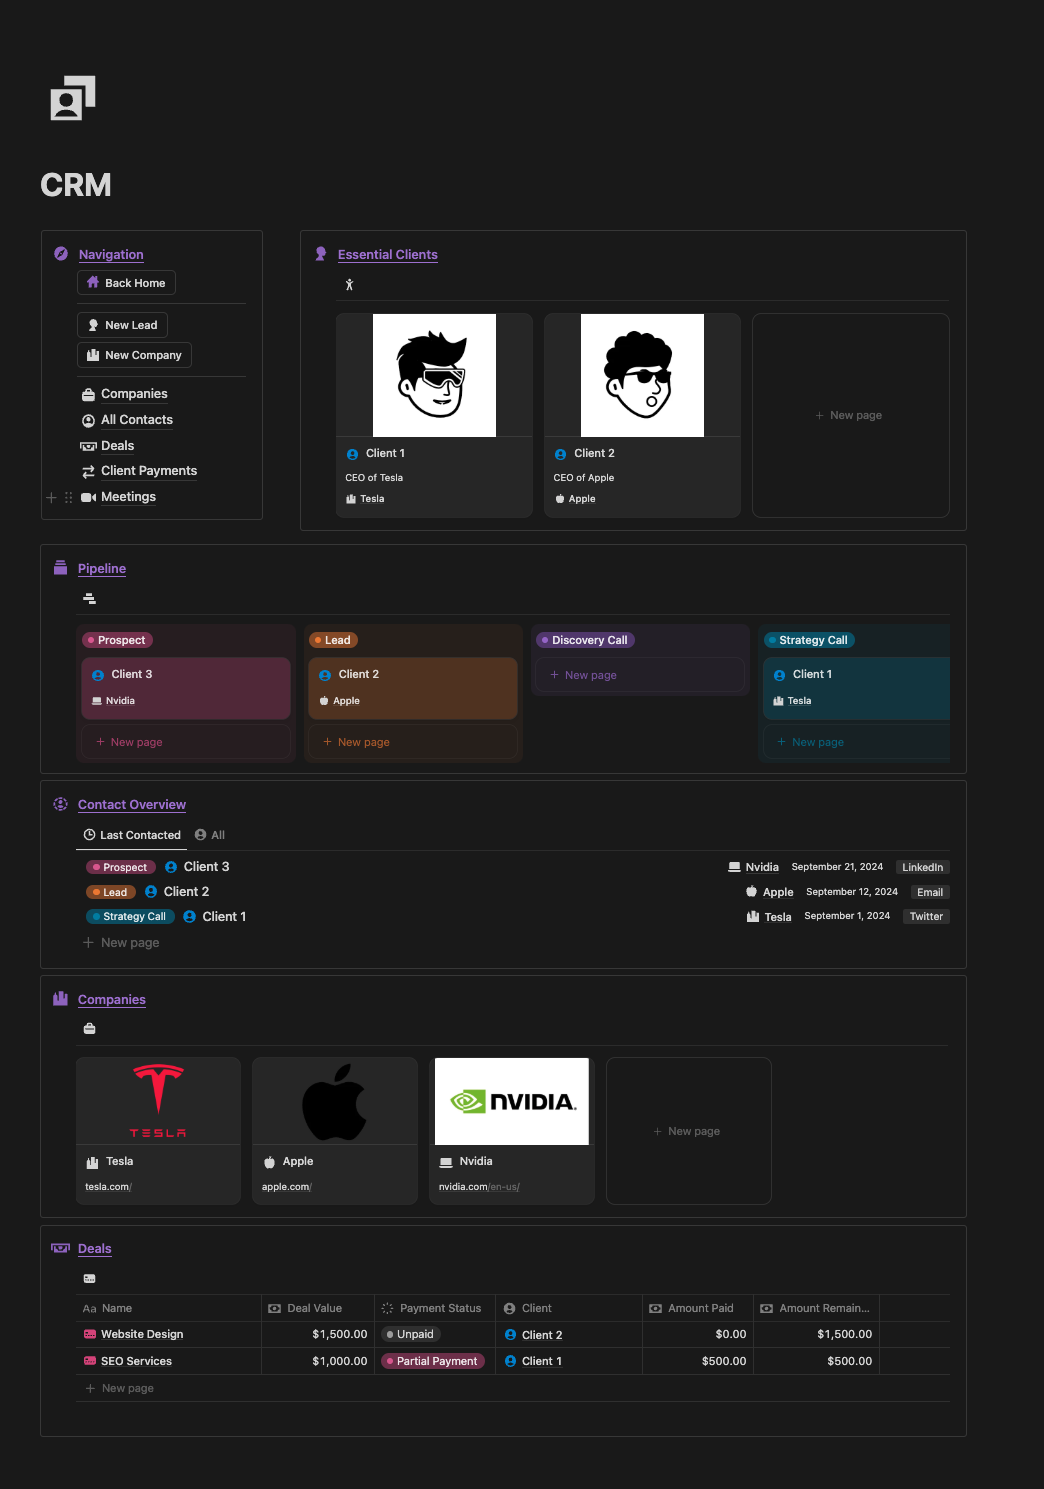 CRM
Navigation
Back Home
New Lead
New Company
Companies
All Contacts
Deals
Client Payments
Meetings
Essential Clients
Client 1
CEO of Tesla
Tesla
Client 2
CEO of Apple
Apple
New page
Pipeline
Prospect
Client 3
Nvidia
New page
Lead
Client 2
Apple
New page
Discovery Call
New page
Strategy Call
Client 1
Tesla
New page
Contact Overview
Last Contacted All
Prospect Client 3 Nvidia September 21, 2024 LinkedIn
Lead Client 2 Apple September 12, 2024 Email
Strategy Call Client 1 Tesla September 1, 2024 Twitter
New page
Companies
TESLA
Tesla
tesla.com/
Apple
apple.com/
NVIDIA.
Nvidia
nvidia.com/en-us/
New page
Deals
Aa Name Deal Value Payment Status Client Amount Paid Amount Remain...
Website Design $1,500.00 Unpaid Client 2 $0.00 $1,500.00
SEO Services $1,000.00 Partial Payment Client 1 $500.00 $500.00
New page